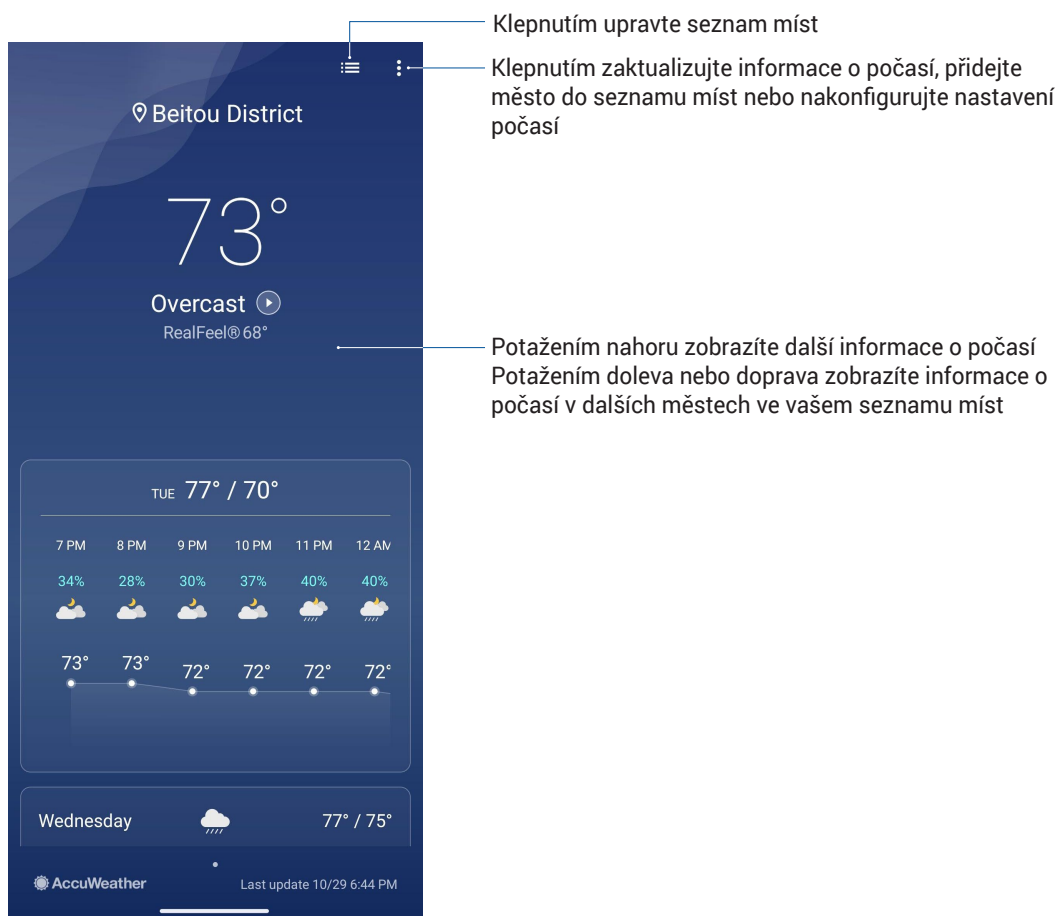 Klepnutím upravte seznam míst
Klepnutím zaktualizujte informace o počasí, přidejte
město do seznamu míst nebo nakonfigurujte nastavení
počasí
Beitou District
73°
Overcast
RealFeel® 68°
Potažením nahoru zobrazíte další informace o počasí
Potažením doleva nebo doprava zobrazíte informace o
počasí v dalších městech ve vašem seznamu míst
TUE 77° / 70°
7 PM 8 PM 9 PM 10 PM 11 PM 12 AM
34% 28% 30% 37% 40% 40%
73° 73° 72° 72° 72° 72°
Wednesday 77° / 75°
AccuWeather Last update 10/29 6:44 PM